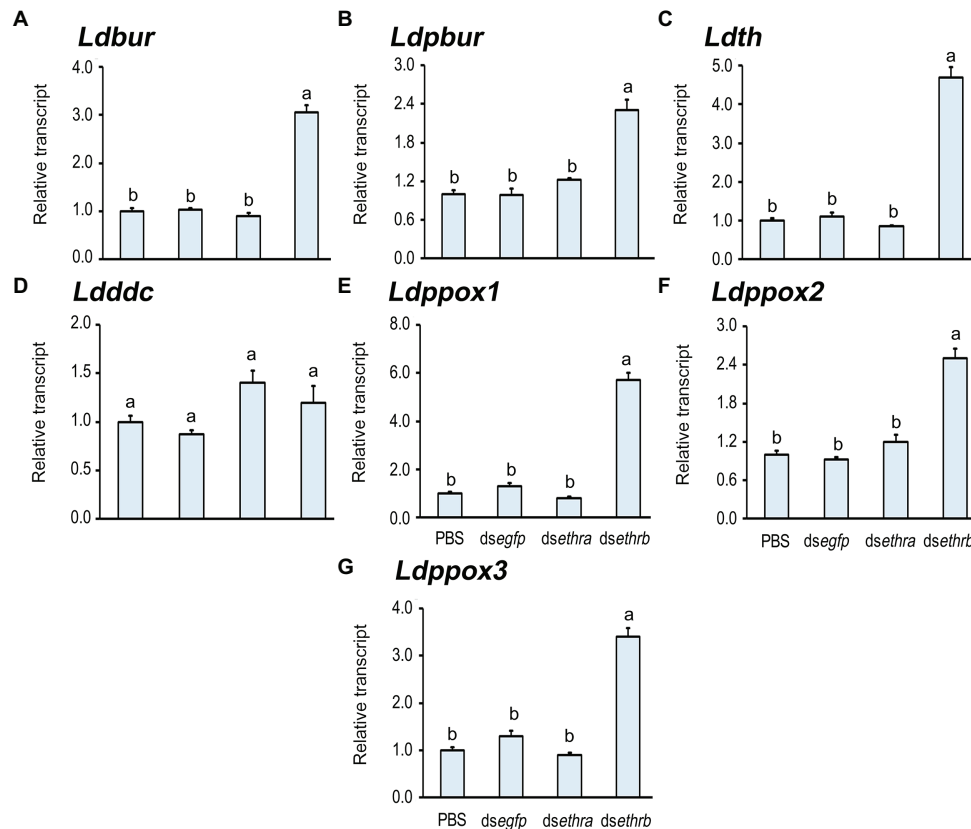 A
Ldbur
Relative transcript
4.0
3.0
2.0
1.0
0.0
b
b
b
a
B
Ldpbur
Relative transcript
3.0
2.4
1.8
1.2
0.6
0.0
b
b
b
a
C
Ldth
Relative transcript
5.0
4.0
3.0
2.0
1.0
0.0
b
b
b
a
D
Ldddc
Relative transcript
2.0
1.5
1.0
0.5
0.0
a
a
a
a
E
Ldppox1
Relative transcript
8.0
6.0
4.0
2.0
0.0
b
b
b
a
PBS dsegfp dsethra dsethrb
F
Ldppox2
Relative transcript
3.0
2.4
1.8
1.2
0.6
0.0
b
b
b
a
PBS dsegfp dsethra dsethrb
G
Ldppox3
Relative transcript
4.0
3.0
2.0
1.0
0.0
b
b
b
a
PBS dsegfp dsethra dsethrb